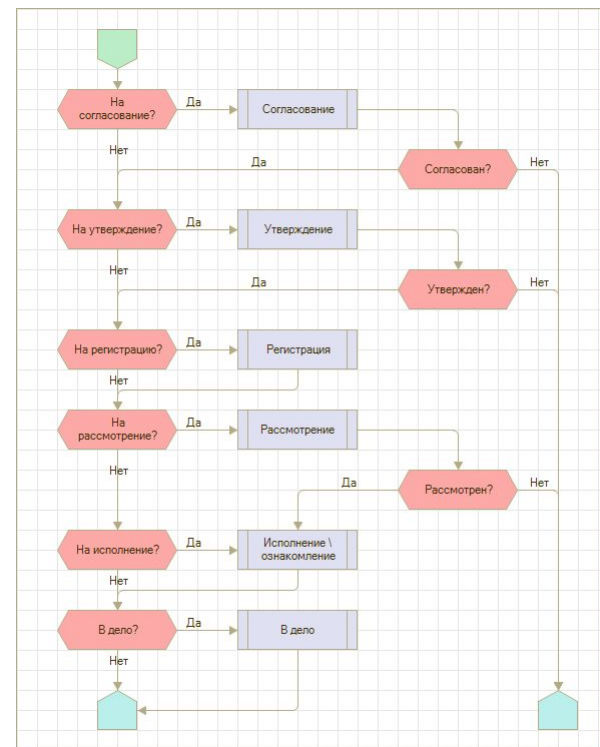 На
согласование?
Да
Согласование
Нет
Да
Согласован?
Нет
На утверждение?
Да
Утверждение
Нет
Да
Утвержден?
Нет
На регистрацию?
Да
Регистрация
Нет
На
рассмотрение?
Да
Рассмотрение
Нет
Да
Рассмотрен?
Нет
На исполнение?
Да
Исполнение \
ознакомление
Нет
В дело?
Да
В дело
Нет